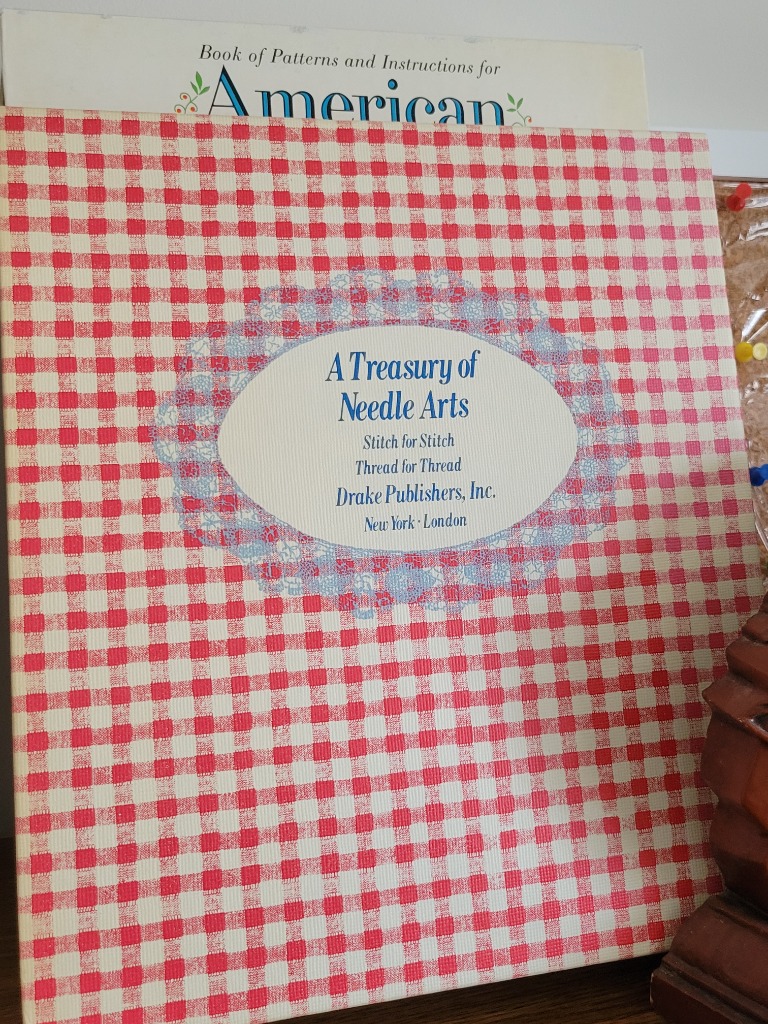 Book of Patterns and Instructions for
American
A Treasury of
Needle Arts
Stitch for Stitch
Thread for Thread
Drake Publishers, Inc.
New York · London